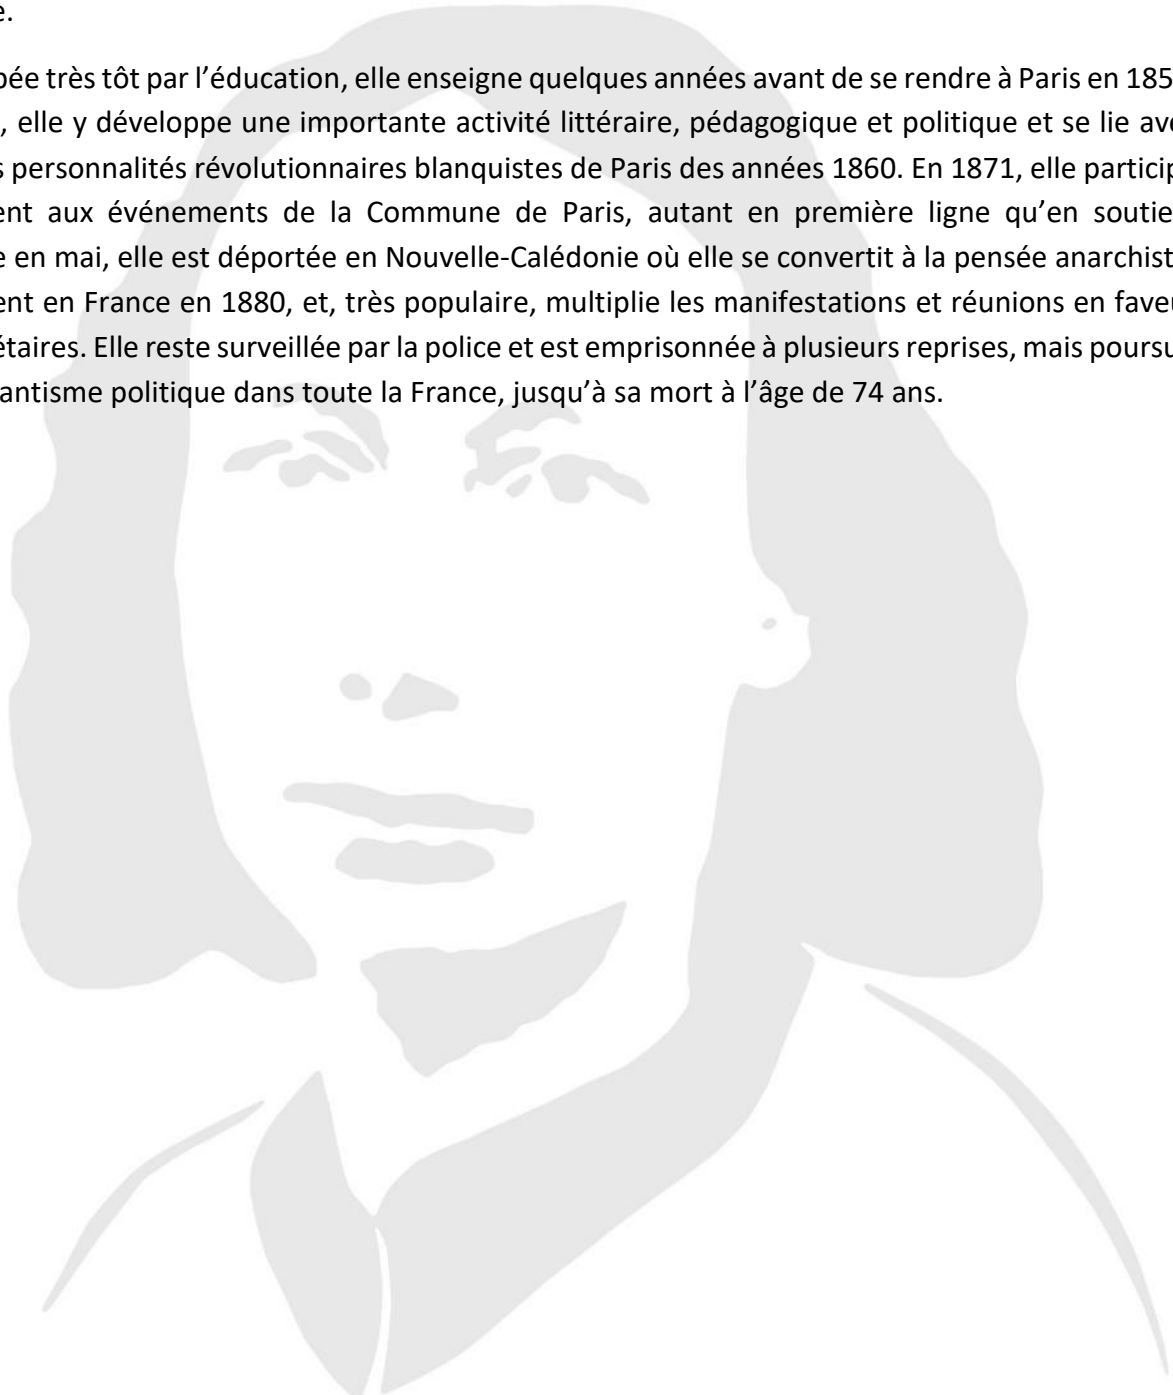 e.
pée très tôt par l’éducation, elle enseigne quelques années avant de se rendre à Paris en 185
, elle y développe une importante activité littéraire, pédagogique et politique et se lie av
s personnalités révolutionnaires blanquistes de Paris des années 1860. En 1871, elle particip
ent aux événements de la Commune de Paris, autant en première ligne qu’en soutie
e en mai, elle est déportée en Nouvelle-Calédonie où elle se convertit à la pensée anarchist
ent en France en 1880, et, très populaire, multiplie les manifestations et réunions en faveu
étaires. Elle reste surveillée par la police et est emprisonnée à plusieurs reprises, mais poursu
antisme politique dans toute la France, jusqu’à sa mort à l’âge de 74 ans.